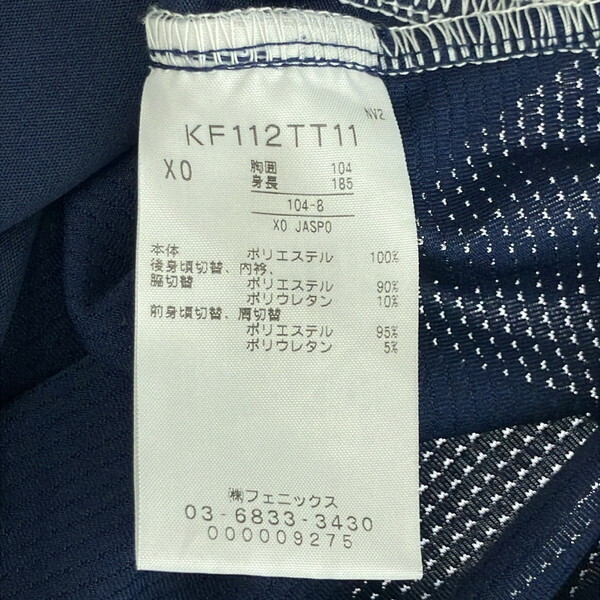 NV2
KF112TT11
XO 胸囲 104
身長 185
104-8
XO JASPO
本体 ポリエステル 100%
後身頃切替、内衿、
脇切替 ポリエステル 90%
ポリウレタン 10%
前身頃切替、肩切替
ポリエステル 95%
ポリウレタン 5%
㈱フェニックス
03-6833-3430
000009275